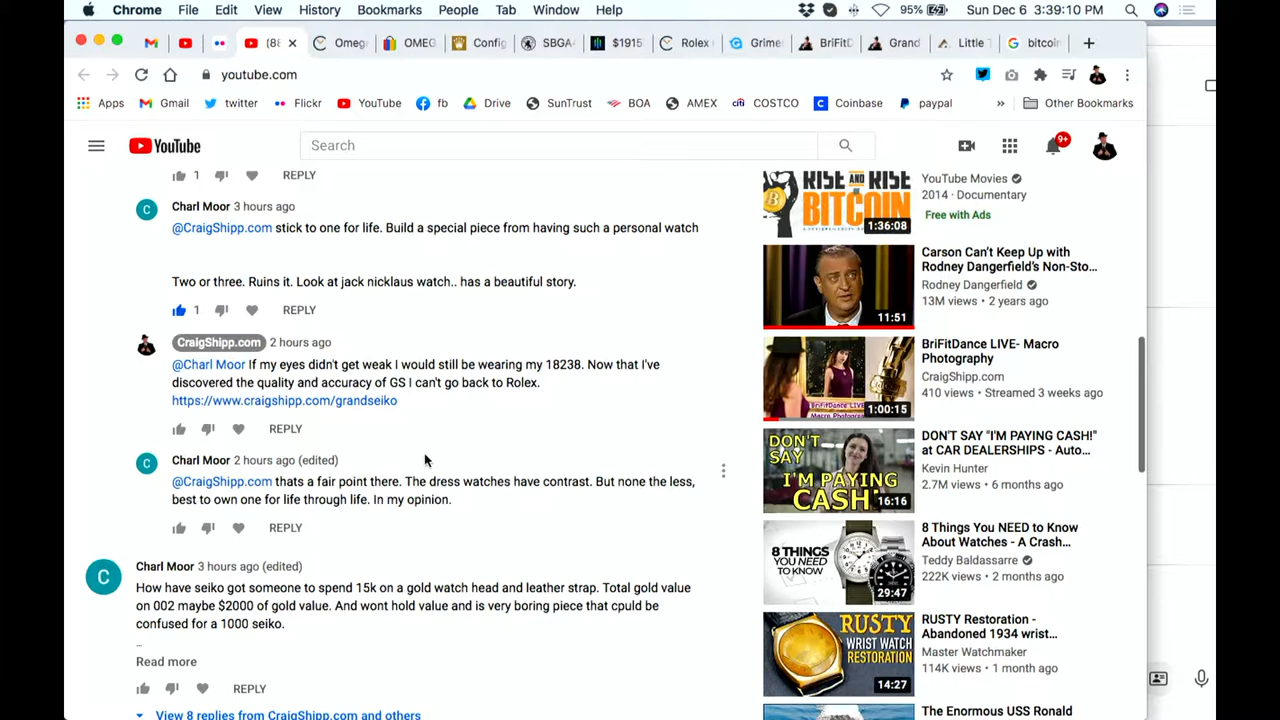 Chrome File Edit View History Bookmarks People Tab Window Help 95% Sun Dec 6 3:39:10 PM
(88 Omega OMEG Config SBGA $1915 Rolex Grime BriFitD Grand Little T bitcoin
youtube.com
Apps Gmail twitter Flickr YouTube fb Drive SunTrust BOA AMEX COSTCO Coinbase paypal » Other Bookmarks
YouTube
Search
9+
1 REPLY
Charl Moor 3 hours ago
@CraigShipp.com stick to one for life. Build a special piece from having such a personal watch
Two or three. Ruins it. Look at jack nicklaus watch.. has a beautiful story.
1 REPLY
CraigShipp.com 2 hours ago
@Charl Moor If my eyes didn't get weak I would still be wearing my 18238. Now that I've
discovered the quality and accuracy of GS I can't go back to Rolex.
https://www.craigshipp.com/grandseiko
REPLY
C
Charl Moor 2 hours ago (edited)
@CraigShipp.com thats a fair point there. The dress watches have contrast. But none the less,
best to own one for life through life. In my opinion.
REPLY
C
Charl Moor 3 hours ago (edited)
How have seiko got someone to spend 15k on a gold watch head and leather strap. Total gold value
on 002 maybe $2000 of gold value. And wont hold value and is very boring piece that cpuld be
confused for a 1000 seiko.
..
Read more
REPLY
View 8 replies from CraigShipp.com and others
RISE AND RISE
BITCOIN
1:36:08
YouTube Movies
2014 • Documentary
Free with Ads
11:51
Carson Can't Keep Up with
Rodney Dangerfield's Non-Sto...
Rodney Dangerfield
13M views • 2 years ago
BriFitDance LIVE
Macro Photography
1:00:15
BriFitDance LIVE- Macro
Photography
CraigShipp.com
410 views • Streamed 3 weeks ago
DON'T
SAY
I'M PAYING
CASH!
16:16
DON'T SAY "I'M PAYING CASH!"
at CAR DEALERSHIPS - Auto...
Kevin Hunter
2.7M views • 6 months ago
8 THINGS
YOU NEED
TO KNOW
29:47
8 Things You NEED to Know
About Watches - A Crash...
Teddy Baldassarre
222K views • 2 months ago
RUSTY
WRIST WATCH
RESTORATION
14:27
RUSTY Restoration -
Abandoned 1934 wrist...
Master Watchmaker
114K views • 1 month ago
The Enormous USS Ronald